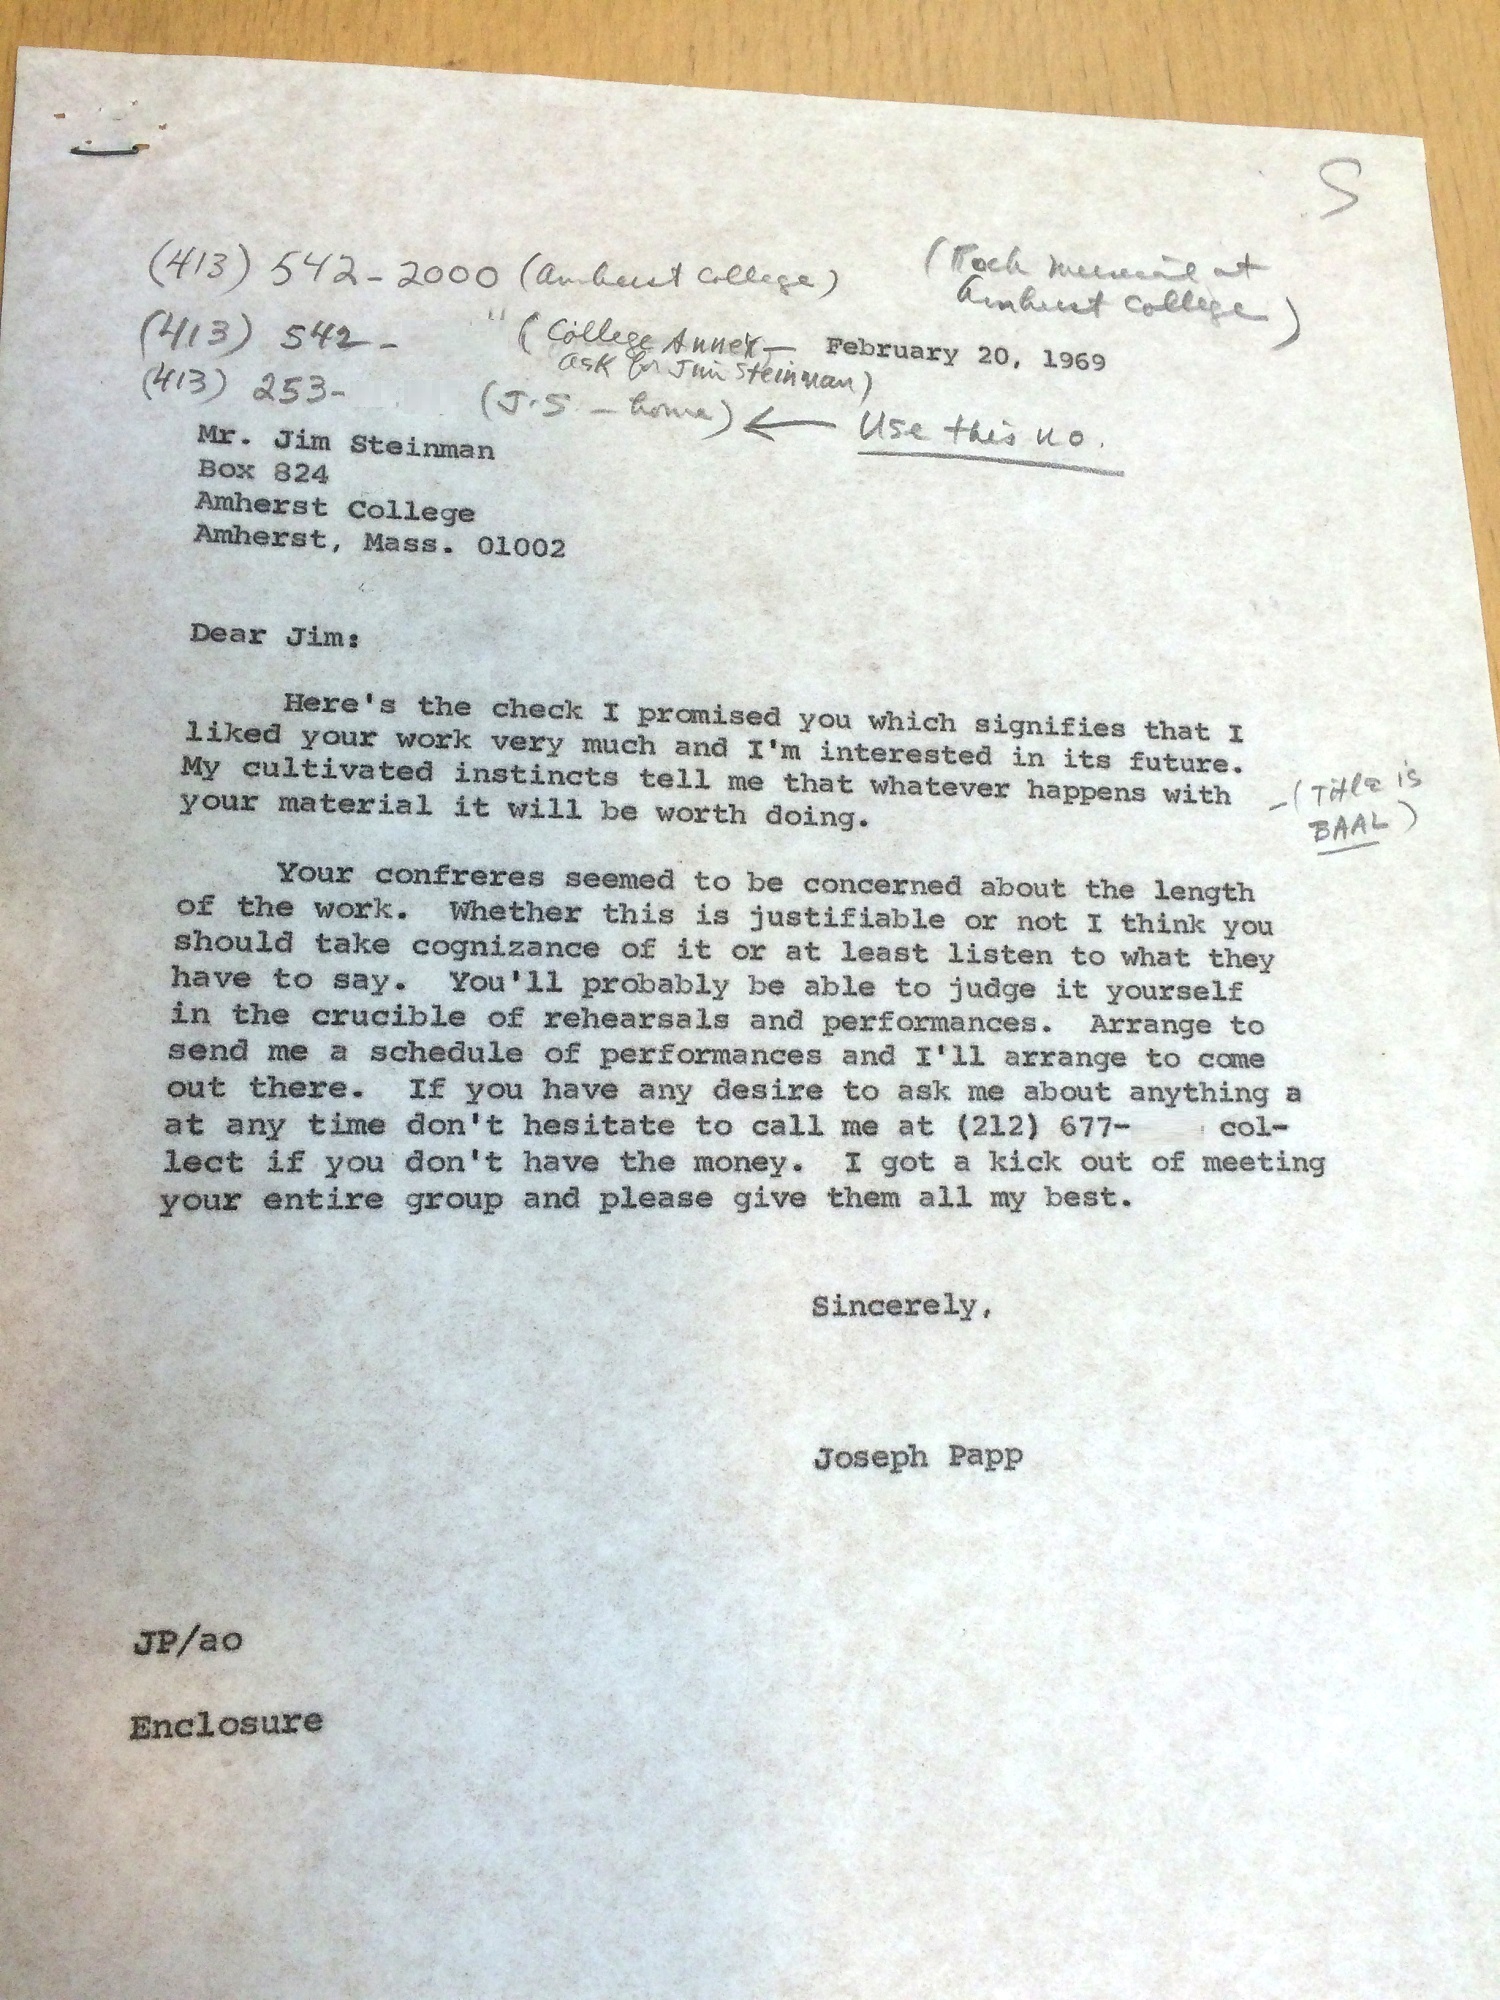 S
(413) 542-2000 (Amherst College)
(413) 542- " (College Annex —
ask for Jim Steinman)
(413) 253- (J.S — home) ← Use this no.
( Memorial at
Amherst College)
February 20, 1969
Mr. Jim Steinman
Box 824
Amherst College
Amherst, Mass. 01002
Dear Jim:
Here's the check I promised you which signifies that I
liked your work very much and I'm interested in its future.
My cultivated instincts tell me that whatever happens with
your material it will be worth doing.
-(Title is
BAAL)
Your confreres seemed to be concerned about the length
of the work. Whether this is justifiable or not I think you
should take cognizance of it or at least listen to what they
have to say. You'll probably be able to judge it yourself
in the crucible of rehearsals and performances. Arrange to
send me a schedule of performances and I'll arrange to come
out there. If you have any desire to ask me about anything a
at any time don't hesitate to call me at (212) 677- col-
lect if you don't have the money. I got a kick out of meeting
your entire group and please give them all my best.
Sincerely,
Joseph Papp
JP/ao
Enclosure